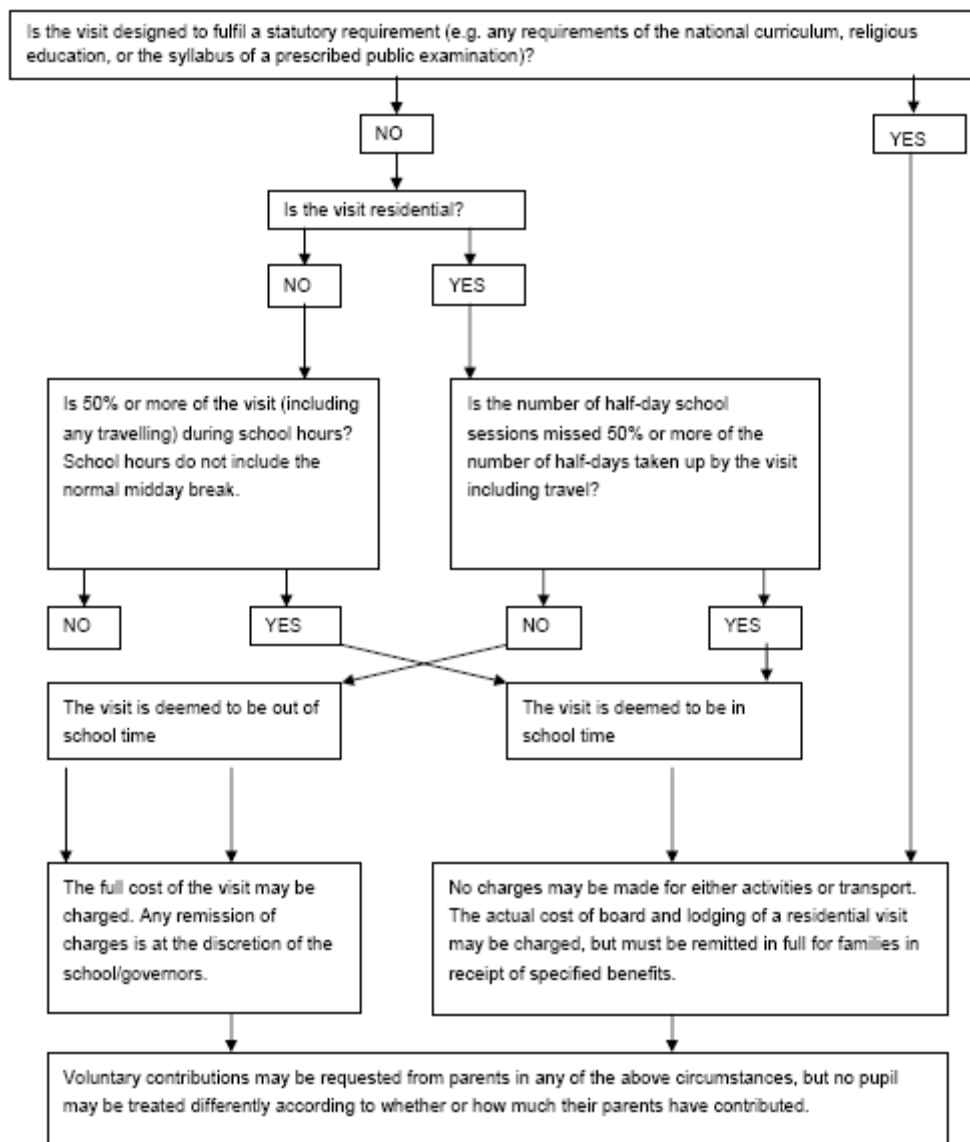 Is the visit designed to fulfil a statutory requirement (e.g. any requirements of the national curriculum, religious
education, or the syllabus of a prescribed public examination)?
NO
YES
Is the visit residential?
NO
YES
Is 50% or more of the visit (including
any travelling) during school hours?
School hours do not include the
normal midday break.
Is the number of half-day school
sessions missed 50% or more of the
number of half-days taken up by the visit
including travel?
NO
YES
NO
YES
The visit is deemed to be out of
school time
The visit is deemed to be in
school time
The full cost of the visit may be
charged. Any remission of
charges is at the discretion of the
school/governors.
No charges may be made for either activities or transport.
The actual cost of board and lodging of a residential visit
may be charged, but must be remitted in full for families in
receipt of specified benefits.
Voluntary contributions may be requested from parents in any of the above circumstances, but no pupil
may be treated differently according to whether or how much their parents have contributed.